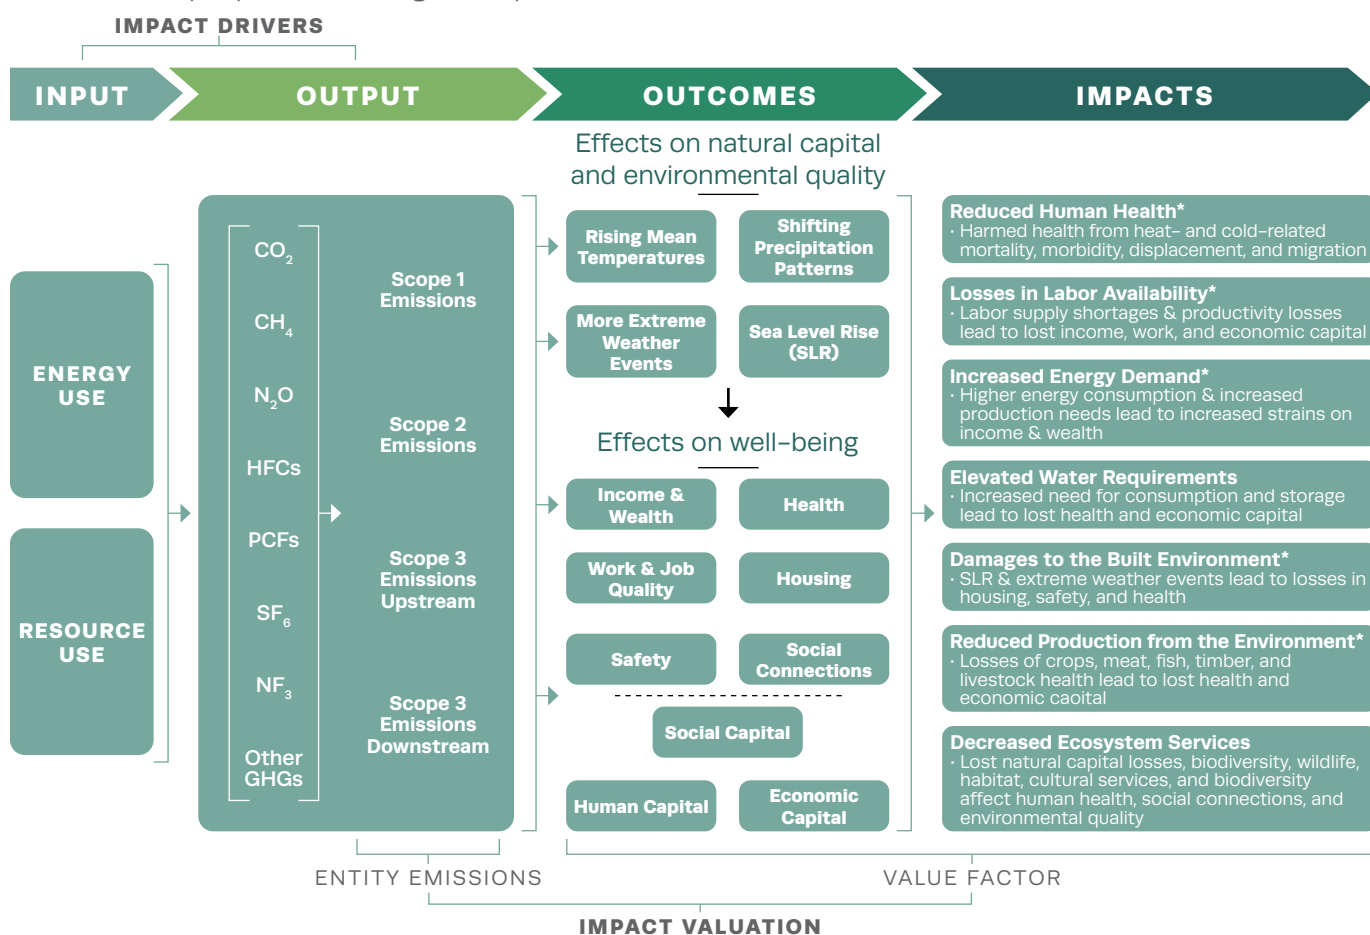 IMPACT DRIVERS
INPUT
OUTPUT
OUTCOMES
IMPACTS
ENERGY
USE
RESOURCE
USE
CO₂
CH₄
N₂O
HFCs
PCFs
SF₆
NF₃
Other
GHGs
Scope 1
Emissions
Scope 2
Emissions
Scope 3
Emissions
Upstream
Scope 3
Emissions
Downstream
Effects on natural capital
and environmental quality
Rising Mean
Temperatures
Shifting
Precipitation
Patterns
More Extreme
Weather
Events
Sea Level Rise
(SLR)
Effects on well-being
Income &
Wealth
Health
Work & Job
Quality
Housing
Safety
Social
Connections
Social Capital
Human Capital
Economic
Capital
Reduced Human Health*
· Harmed health from heat- and cold-related
mortality, morbidity, displacement, and migration
Losses in Labor Availability*
· Labor supply shortages & productivity losses
lead to lost income, work, and economic capital
Increased Energy Demand*
· Higher energy consumption & increased
production needs lead to increased strains on
income & wealth
Elevated Water Requirements
· Increased need for consumption and storage
lead to lost health and economic capital
Damages to the Built Environment*
· SLR & extreme weather events lead to losses in
housing, safety, and health
Reduced Production from the Environment*
· Losses of crops, meat, fish, timber, and
livestock health lead to lost health and
economic caoital
Decreased Ecosystem Services
· Lost natural capital losses, biodiversity, wildlife,
habitat, cultural services, and biodiversity
affect human health, social connections, and
environmental quality
ENTITY EMISSIONS
VALUE FACTOR
IMPACT VALUATION